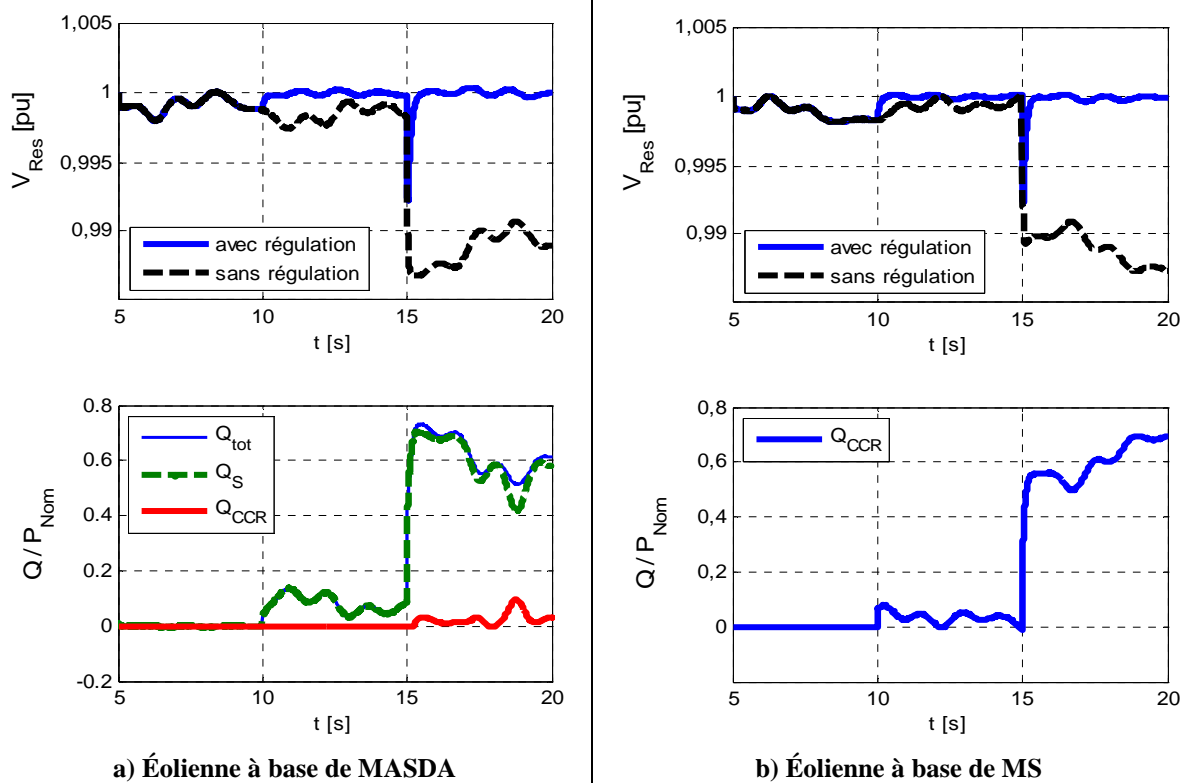 1,005
1
0,995
0,99
V_Res [pu]
avec régulation
sans régulation
5 10 15 20
t [s]
0.8
0.6
0.4
0.2
0
-0.2
Q / P_Nom
Q_tot
Q_S
Q_CCR
5 10 15 20
t [s]
a) Éolienne à base de MASDA
1,005
1
0,995
0,99
V_Res [pu]
avec régulation
sans régulation
5 10 15 20
t [s]
0,8
0,6
0,4
0,2
0
Q / P_Nom
Q_CCR
5 10 15 20
t [s]
b) Éolienne à base de MS